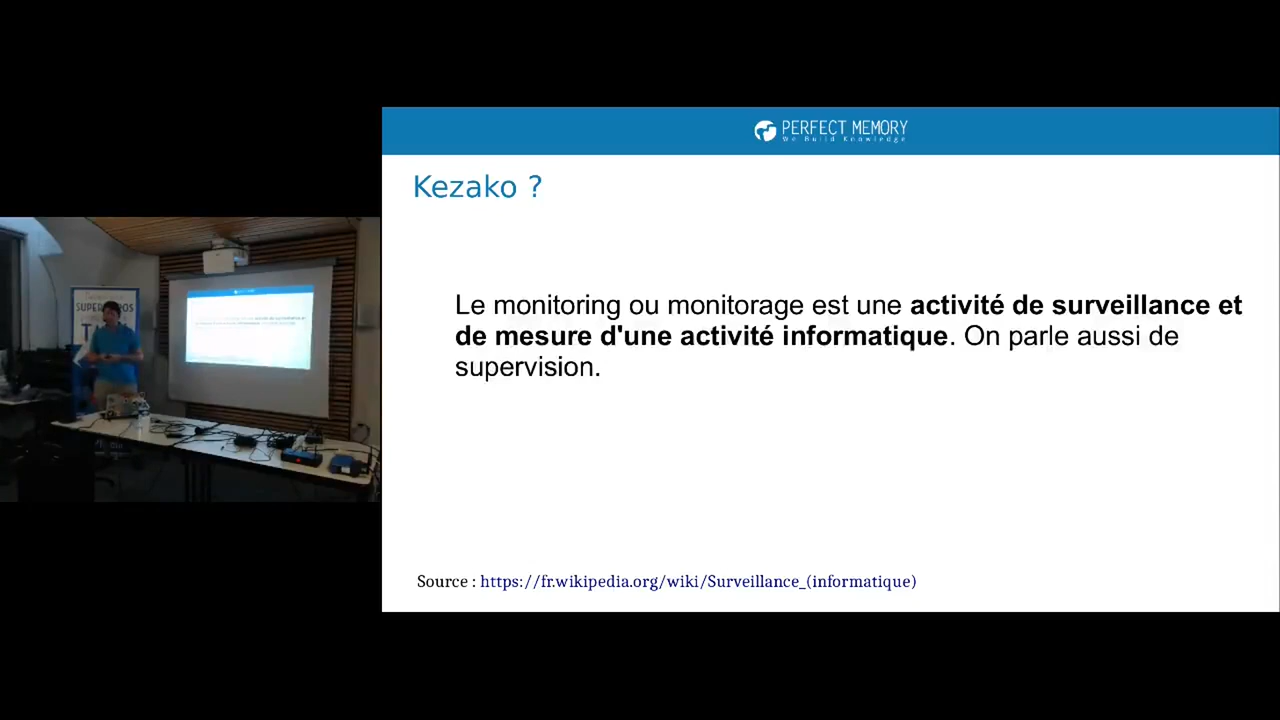 PERFECT MEMORY
We Build Knowledge
Kezako ?
Le monitoring ou monitorage est une activité de surveillance et
de mesure d'une activité informatique. On parle aussi de
supervision.
Source : https://fr.wikipedia.org/wiki/Surveillance_(informatique)